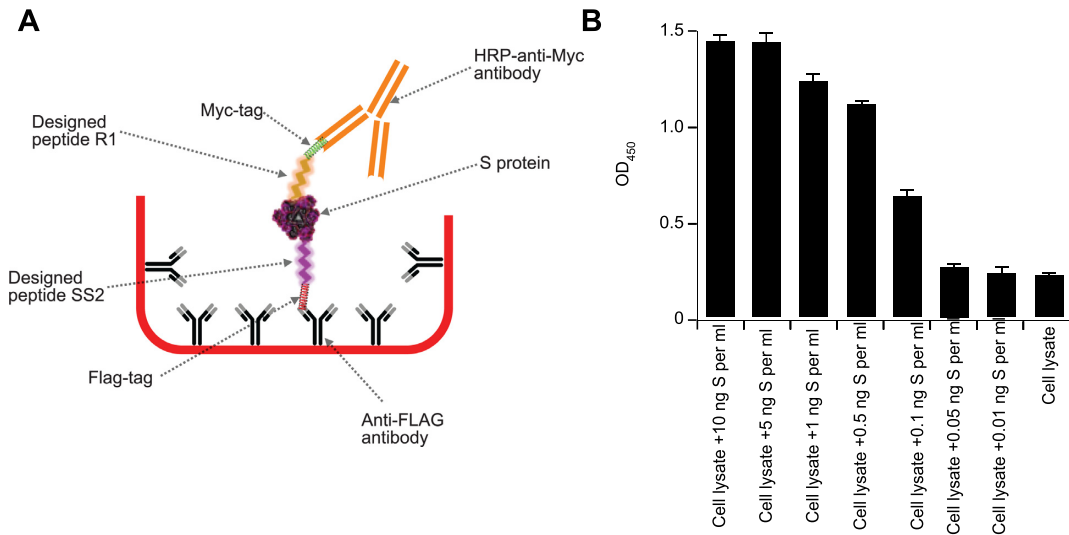 A
HRP-anti-Myc
antibody
Myc-tag
Designed
peptide R1
S protein
Designed
peptide SS2
Flag-tag
Anti-FLAG
antibody
B
1.5
1.0
0.5
0
OD450
Cell lysate +10 ng S per ml
Cell lysate +5 ng S per ml
Cell lysate +1 ng S per ml
Cell lysate +0.5 ng S per ml
Cell lysate +0.1 ng S per ml
Cell lysate +0.05 ng S per ml
Cell lysate +0.01 ng S per ml
Cell lysate